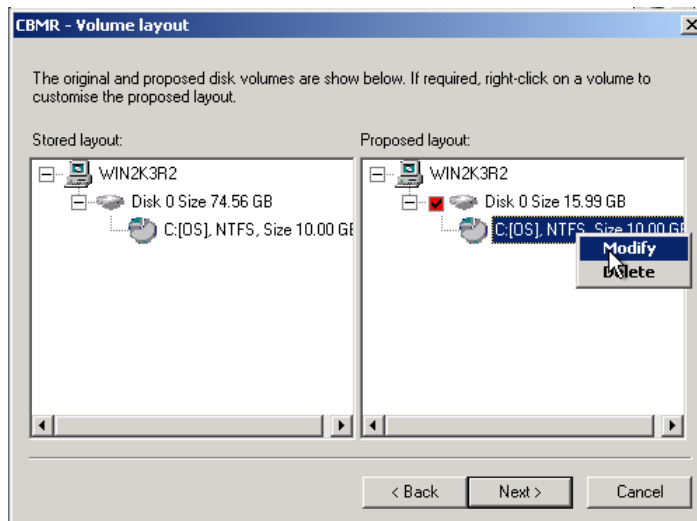 CBMR - Volume layout
The original and proposed disk volumes are show below. If required, right-click on a volume to
customise the proposed layout.
Stored layout:
Proposed layout:
WIN2K3R2
Disk 0 Size 74.56 GB
C:[OS], NTFS, Size 10.00 GB
WIN2K3R2
Disk 0 Size 15.99 GB
C:[OS], NTFS, Size 10.00 GB
Modify
Delete
< Back
Next >
Cancel